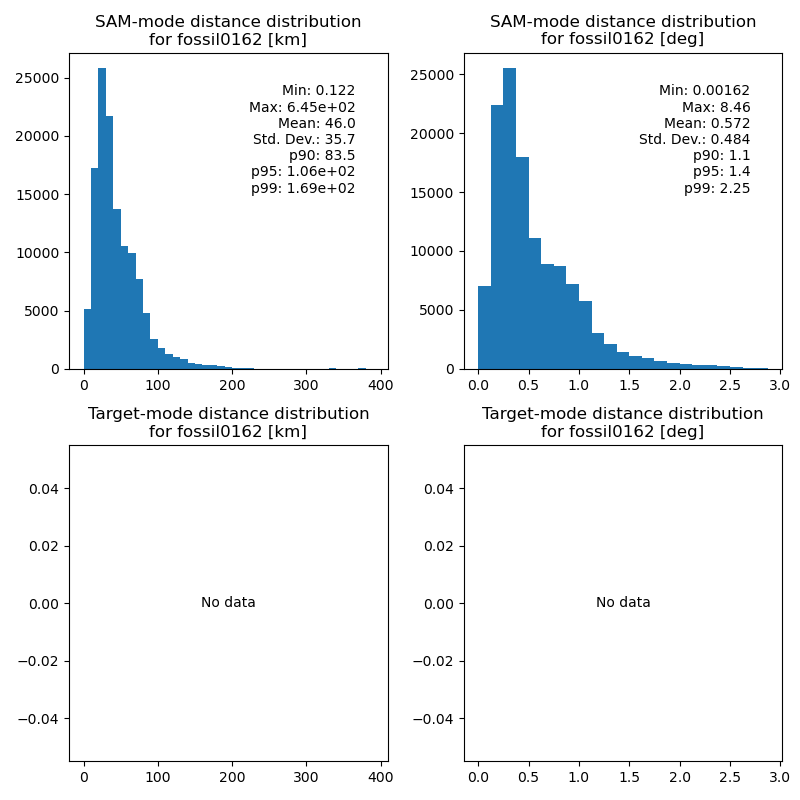 SAM-mode distance distribution
for fossil0162 [km]
25000
20000
15000
10000
5000
0
Min: 0.122
Max: 6.45e+02
Mean: 46.0
Std. Dev.: 35.7
p90: 83.5
p95: 1.06e+02
p99: 1.69e+02
0 100 200 300 400
SAM-mode distance distribution
for fossil0162 [deg]
25000
20000
15000
10000
5000
0
Min: 0.00162
Max: 8.46
Mean: 0.572
Std. Dev.: 0.484
p90: 1.1
p95: 1.4
p99: 2.25
0.0 0.5 1.0 1.5 2.0 2.5 3.0
Target-mode distance distribution
for fossil0162 [km]
0.04
0.02
0.00
−0.02
−0.04
No data
0 100 200 300 400
Target-mode distance distribution
for fossil0162 [deg]
0.04
0.02
0.00
−0.02
−0.04
No data
0.0 0.5 1.0 1.5 2.0 2.5 3.0